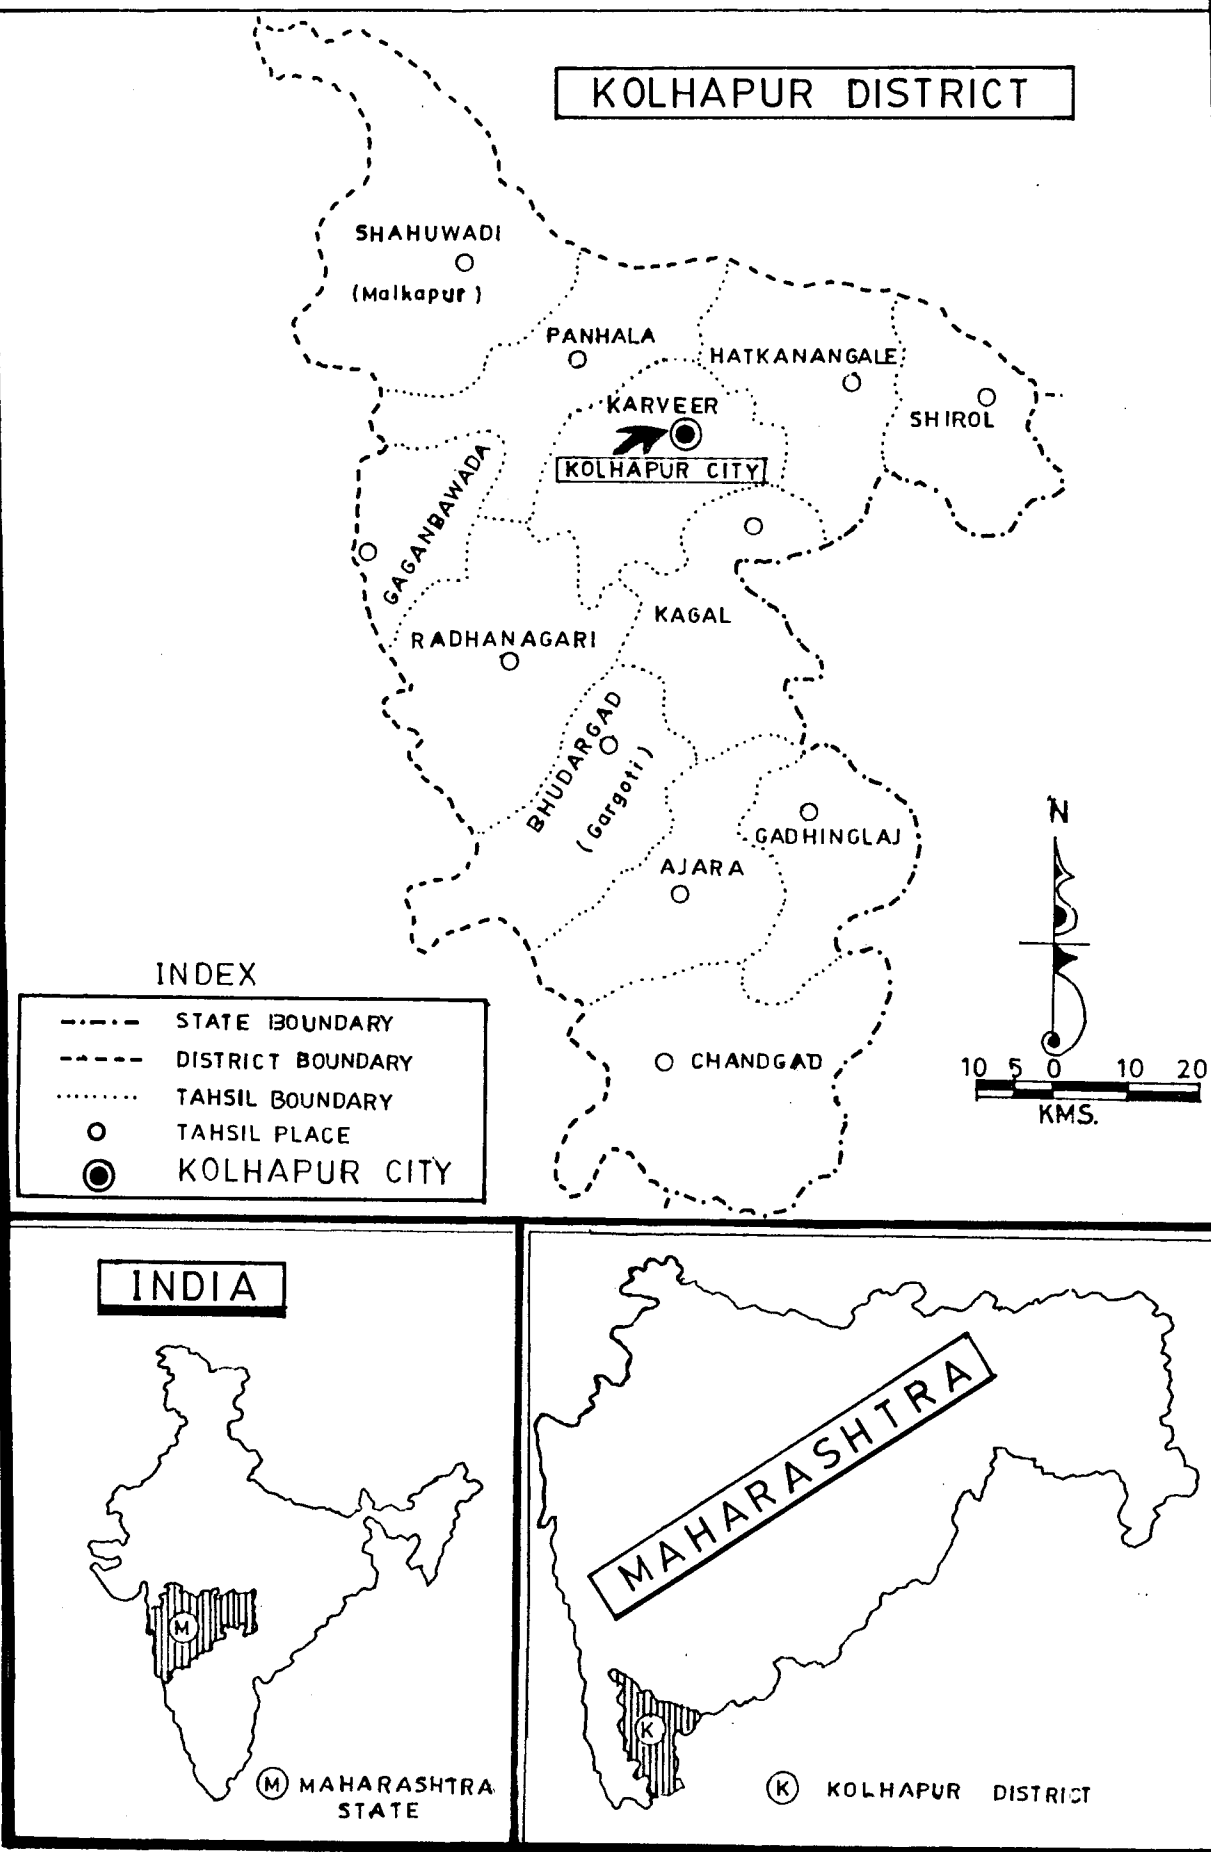 KOLHAPUR DISTRICT
SHAHUWADI
(Malkapur)
PANHALA
HATKANANGALE
KARVEER
SHIROL
KOLHAPUR CITY
GAGANBAWADA
KAGAL
RADHANAGARI
BHUDARGAD
(Gargoti)
GADHINGLAJ
AJARA
CHANDGAD
N
10 5 0 10 20
KMS.
INDEX
STATE BOUNDARY
DISTRICT BOUNDARY
TAHSIL BOUNDARY
TAHSIL PLACE
KOLHAPUR CITY
INDIA
M
M MAHARASHTRA
STATE
MAHARASHTRA
K
K KOLHAPUR DISTRICT